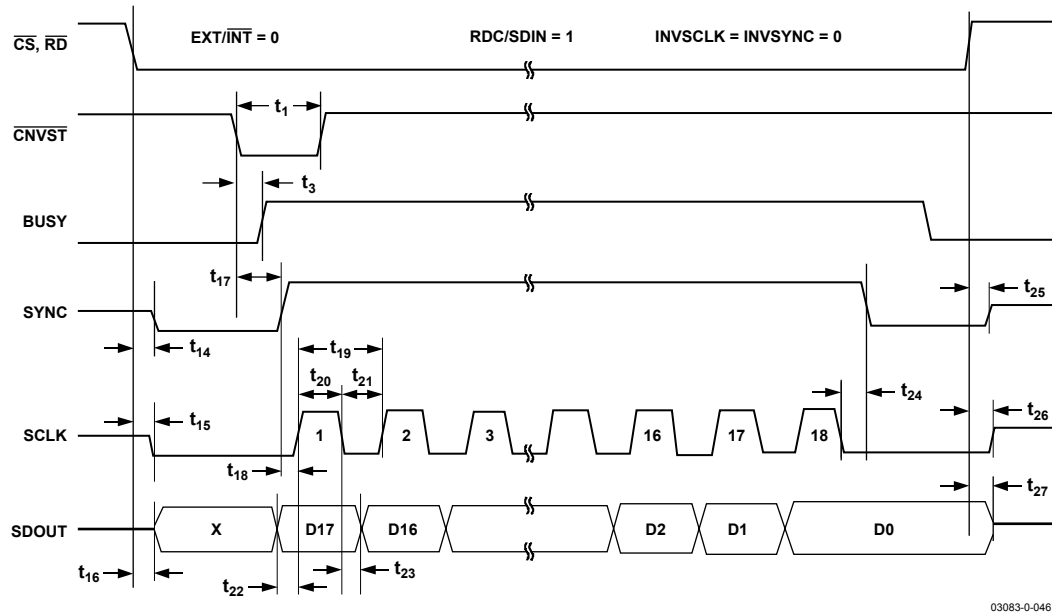 EXT/INT = 0 RDC/SDIN = 1 INVSCLK = INVSYNC = 0
CS, RD
t1
CNVST
t3
BUSY
t17
SYNC
t25
t14
t19
t20 t21
t24
t15
t26
SCLK
1 2 3 16 17 18
t18
t27
SDOUT
X D17 D16 D2 D1 D0
t16
t22
t23
03083-0-046